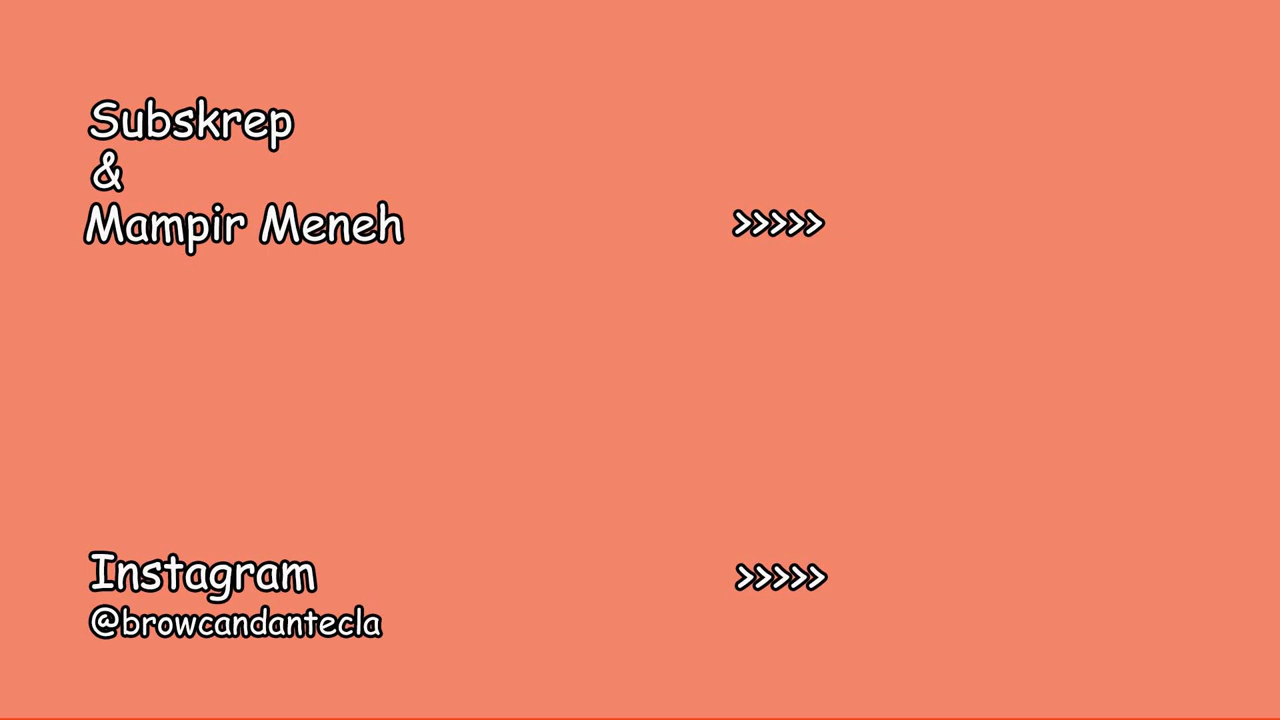 Subskrep
&
Mampir Meneh
>>>>>
Instagram
>>>>>
@browcandantecla